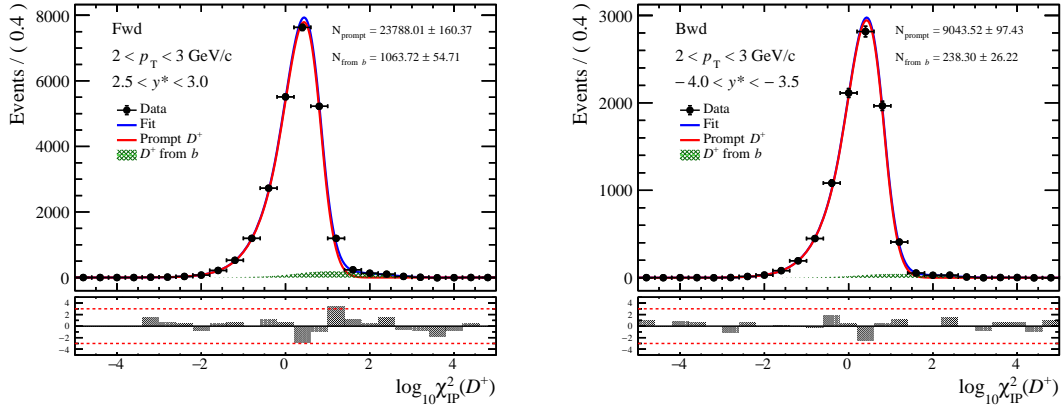 Events / ( 0.4 )
8000
6000
4000
2000
0
Fwd
2 < p_T < 3 GeV/c
2.5 < y* < 3.0
N_prompt = 23788.01 ± 160.37
N_from b = 1063.72 ± 54.71
Data
Fit
Prompt D⁺
D⁺ from b
4
2
0
−2
−4
−4 −2 0 2 4
log₁₀χ²_IP(D⁺)
Events / ( 0.4 )
3000
2000
1000
0
Bwd
2 < p_T < 3 GeV/c
−4.0 < y* < −3.5
N_prompt = 9043.52 ± 97.43
N_from b = 238.30 ± 26.22
Data
Fit
Prompt D⁺
D⁺ from b
4
2
0
−2
−4
−4 −2 0 2 4
log₁₀χ²_IP(D⁺)